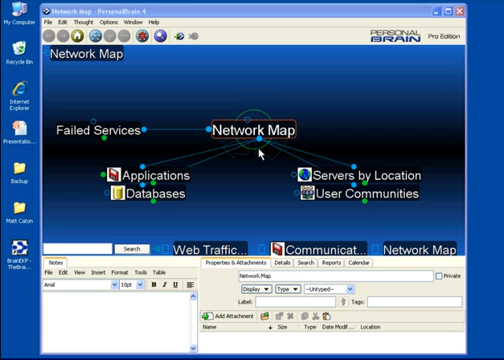 Network Map - PersonalBrain 4
My Computer
File Edit Thought Options Window Help
PERSONAL
BRAIN Pro Edition
Network Map
Recycle Bin
Internet
Explorer
Failed Services
Network Map
Presentatio...
Applications
Servers by Location
Databases
User Communities
Backup
Matt Caton
BrainEXP
-TheBrai...
Search
Web Traffic...
Communicat...
Network Map
Notes
Properties & Attachments Details Search Reports Calendar
File Edit View Insert Format Tools Table
Network Map
Private
Arial 10pt B I U
Display Type --Untyped--
Label: Tags:
Add Attachment
Name Size Type Date Modif... Location